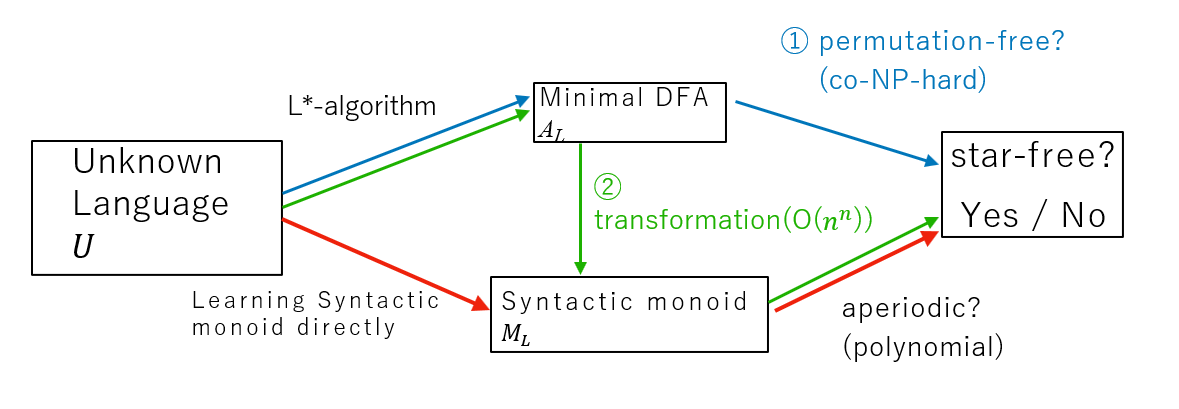 ① permutation-free?
(co-NP-hard)
L*-algorithm
Minimal DFA
A_L
Unknown
Language
U
star-free?
Yes / No
②
transformation(O(n^n))
Learning Syntactic
monoid directly
Syntactic monoid
M_L
aperiodic?
(polynomial)